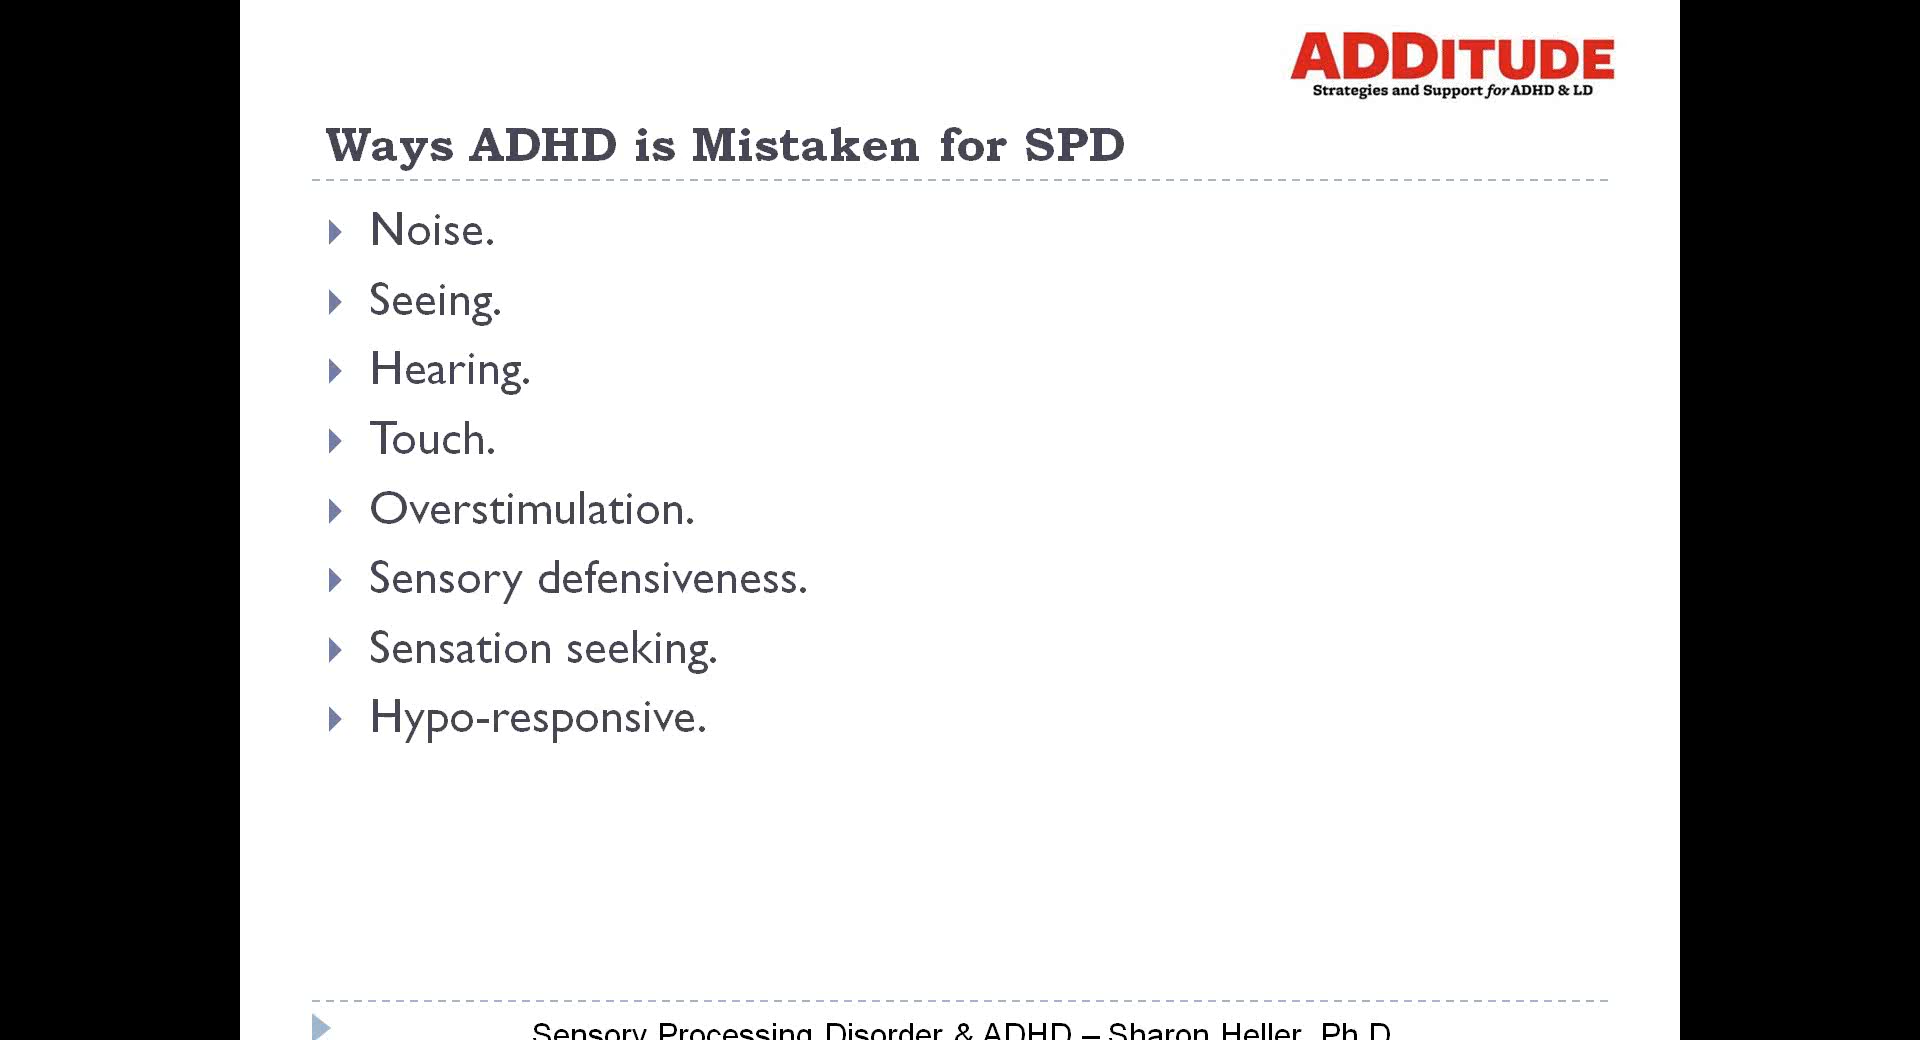 ADDITUDE
Strategies and Support for ADHD & LD
Ways ADHD is Mistaken for SPD
Noise.
Seeing.
Hearing.
Touch.
Overstimulation.
Sensory defensiveness.
Sensation seeking.
Hypo-responsive.
Sensory Processing Disorder & ADHD – Sharon Heller, Ph.D.